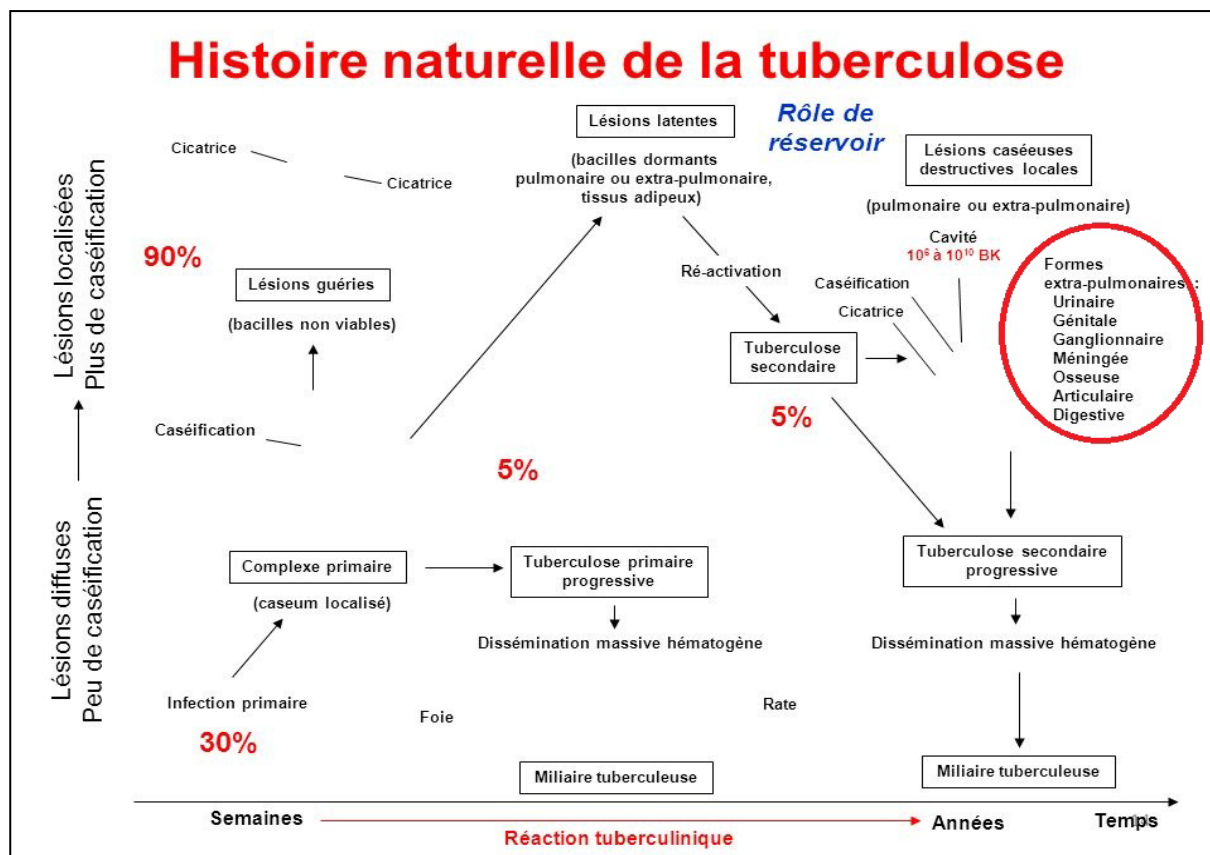 Histoire naturelle de la tuberculose
Lésions localisées
Plus de caséification
Lésions diffuses
Peu de caséification
Cicatrice
Cicatrice
90%
Lésions guéries
(bacilles non viables)
Caséification
Complexe primaire
(caseum localisé)
Infection primaire
30%
Lésions latentes
(bacilles dormants
pulmonaire ou extra-pulmonaire,
tissus adipeux)
Rôle de
réservoir
Ré-activation
Tuberculose
secondaire
5%
5%
Tuberculose primaire
progressive
Dissémination massive hématogène
Foie
Rate
Miliaire tuberculeuse
Lésions caséeuses
destructives locales
(pulmonaire ou extra-pulmonaire)
Cavité
10⁶ à 10¹⁰ BK
Caséification
Cicatrice
Formes
extra-pulmonaires :
Urinaire
Génitale
Ganglionnaire
Méningée
Osseuse
Articulaire
Digestive
Tuberculose secondaire
progressive
Dissémination massive hématogène
Miliaire tuberculeuse
Semaines
Réaction tuberculinique
Années
Temps